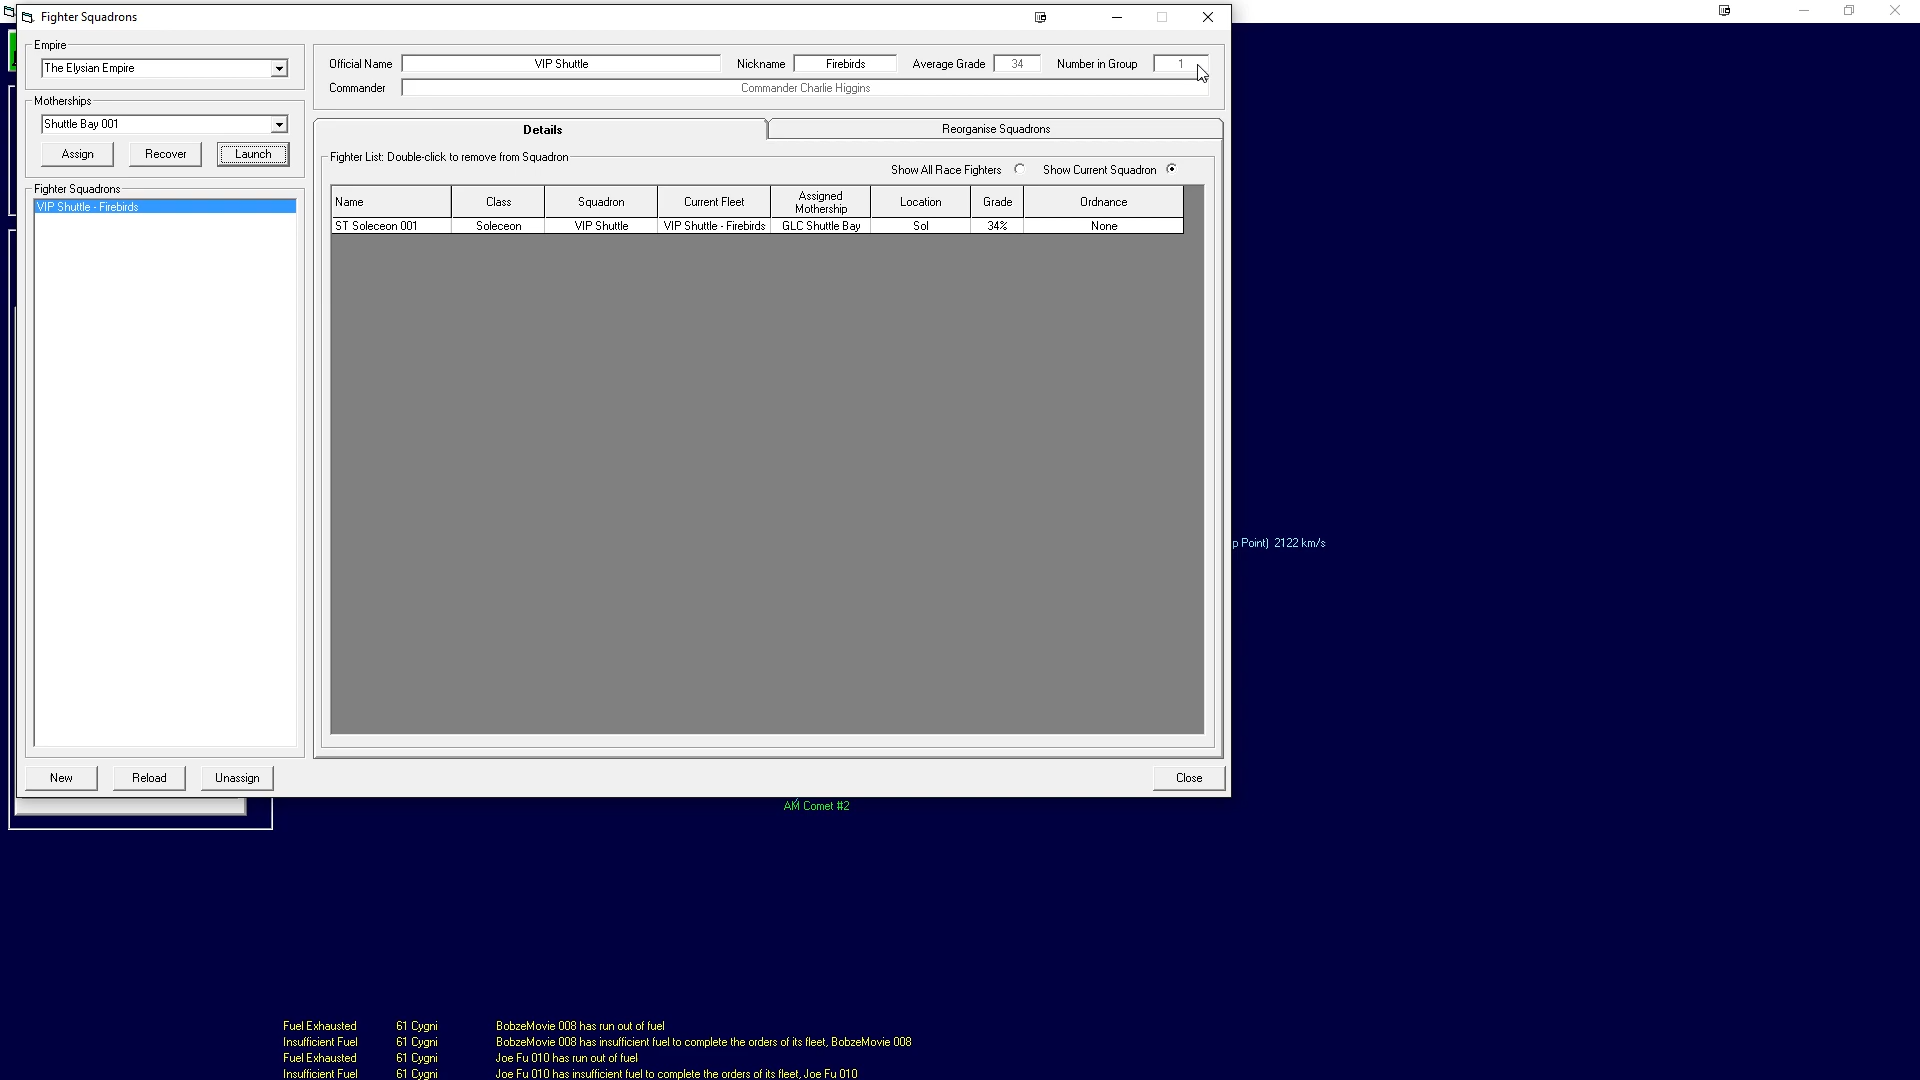 Fighter Squadrons
Empire
The Elysian Empire
Motherships
Shuttle Bay 001
Assign Recover Launch
Fighter Squadrons
VIP Shuttle - Firebirds
New Reload Unassign
Official Name VIP Shuttle Nickname Firebirds Average Grade 34 Number in Group 1
Commander Commander Charlie Higgins
Details Reorganise Squadrons
Fighter List: Double-click to remove from Squadron
Show All Race Fighters Show Current Squadron
Name Class Squadron Current Fleet Assigned Mothership Location Grade Ordnance
ST Soleceon 001 Soleceon VIP Shuttle VIP Shuttle - Firebirds GLC Shuttle Bay Sol 34% None
Close
p Point) 2122 km/s
AM Comet #2
Fuel Exhausted 61 Cygni BobzeMovie 008 has run out of fuel
Insufficient Fuel 61 Cygni BobzeMovie 008 has insufficient fuel to complete the orders of its fleet, BobzeMovie 008
Fuel Exhausted 61 Cygni Joe Fu 010 has run out of fuel
Insufficient Fuel 61 Cygni Joe Fu 010 has insufficient fuel to complete the orders of its fleet, Joe Fu 010